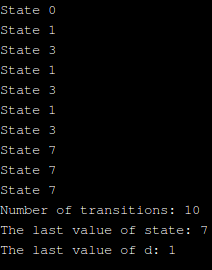 State 0
State 1
State 3
State 1
State 3
State 1
State 3
State 7
State 7
State 7
Number of transitions: 10
The last value of state: 7
The last value of d: 1